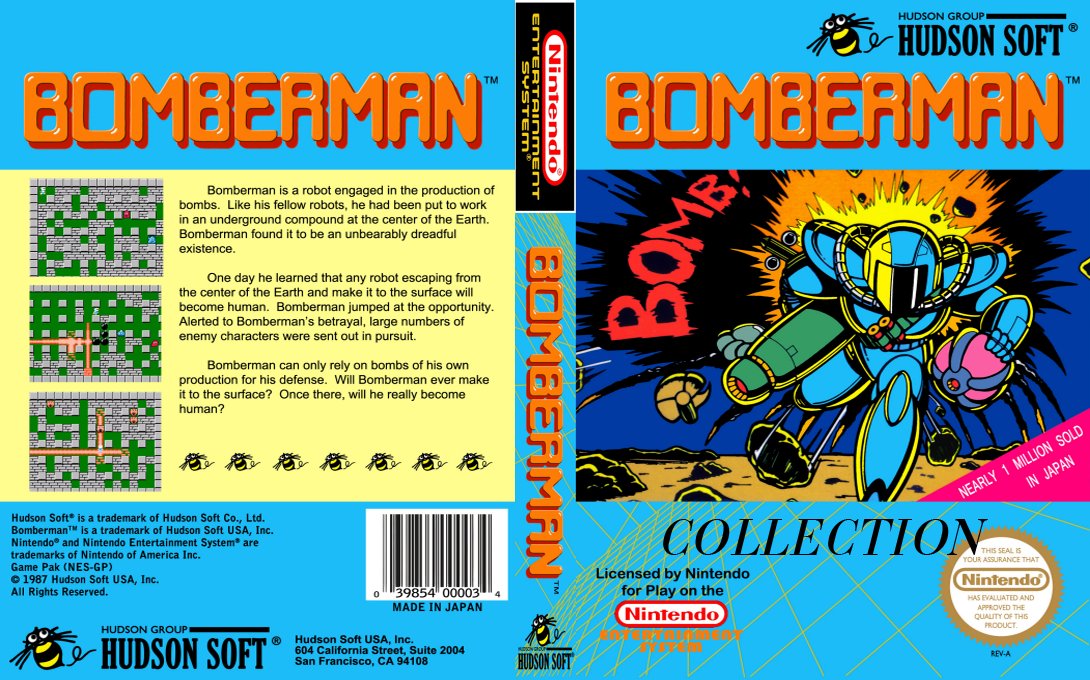 BOMBERMAN™
Bomberman is a robot engaged in the production of
bombs. Like his fellow robots, he had been put to work
in an underground compound at the center of the Earth.
Bomberman found it to be an unbearably dreadful
existence.
One day he learned that any robot escaping from
the center of the Earth and make it to the surface will
become human. Bomberman jumped at the opportunity.
Alerted to Bomberman's betrayal, large numbers of
enemy characters were sent out in pursuit.
Bomberman can only rely on bombs of his own
production for his defense. Will Bomberman ever make
it to the surface? Once there, will he really become
human?
Hudson Soft® is a trademark of Hudson Soft Co., Ltd.
Bomberman™ is a trademark of Hudson Soft USA, Inc.
Nintendo® and Nintendo Entertainment System® are
trademarks of Nintendo of America Inc.
Game Pak (NES-GP)
© 1987 Hudson Soft USA, Inc.
All Rights Reserved.
0 39854 00003 4
MADE IN JAPAN
HUDSON GROUP
HUDSON SOFT®
Hudson Soft USA, Inc.
604 California Street, Suite 2004
San Francisco, CA 94108
Nintendo®
ENTERTAINMENT
SYSTEM®
BOMBERMAN™
HUDSON GROUP
HUDSON SOFT®
HUDSON GROUP
HUDSON SOFT®
BOMBERMAN™
BOMB!
NEARLY 1 MILLION SOLD
IN JAPAN
COLLECTION
Licensed by Nintendo
for Play on the
Nintendo
ENTERTAINMENT
SYSTEM
THIS SEAL IS
YOUR ASSURANCE THAT
Nintendo®
HAS EVALUATED AND
APPROVED THE
QUALITY OF THIS
PRODUCT.
REV-A